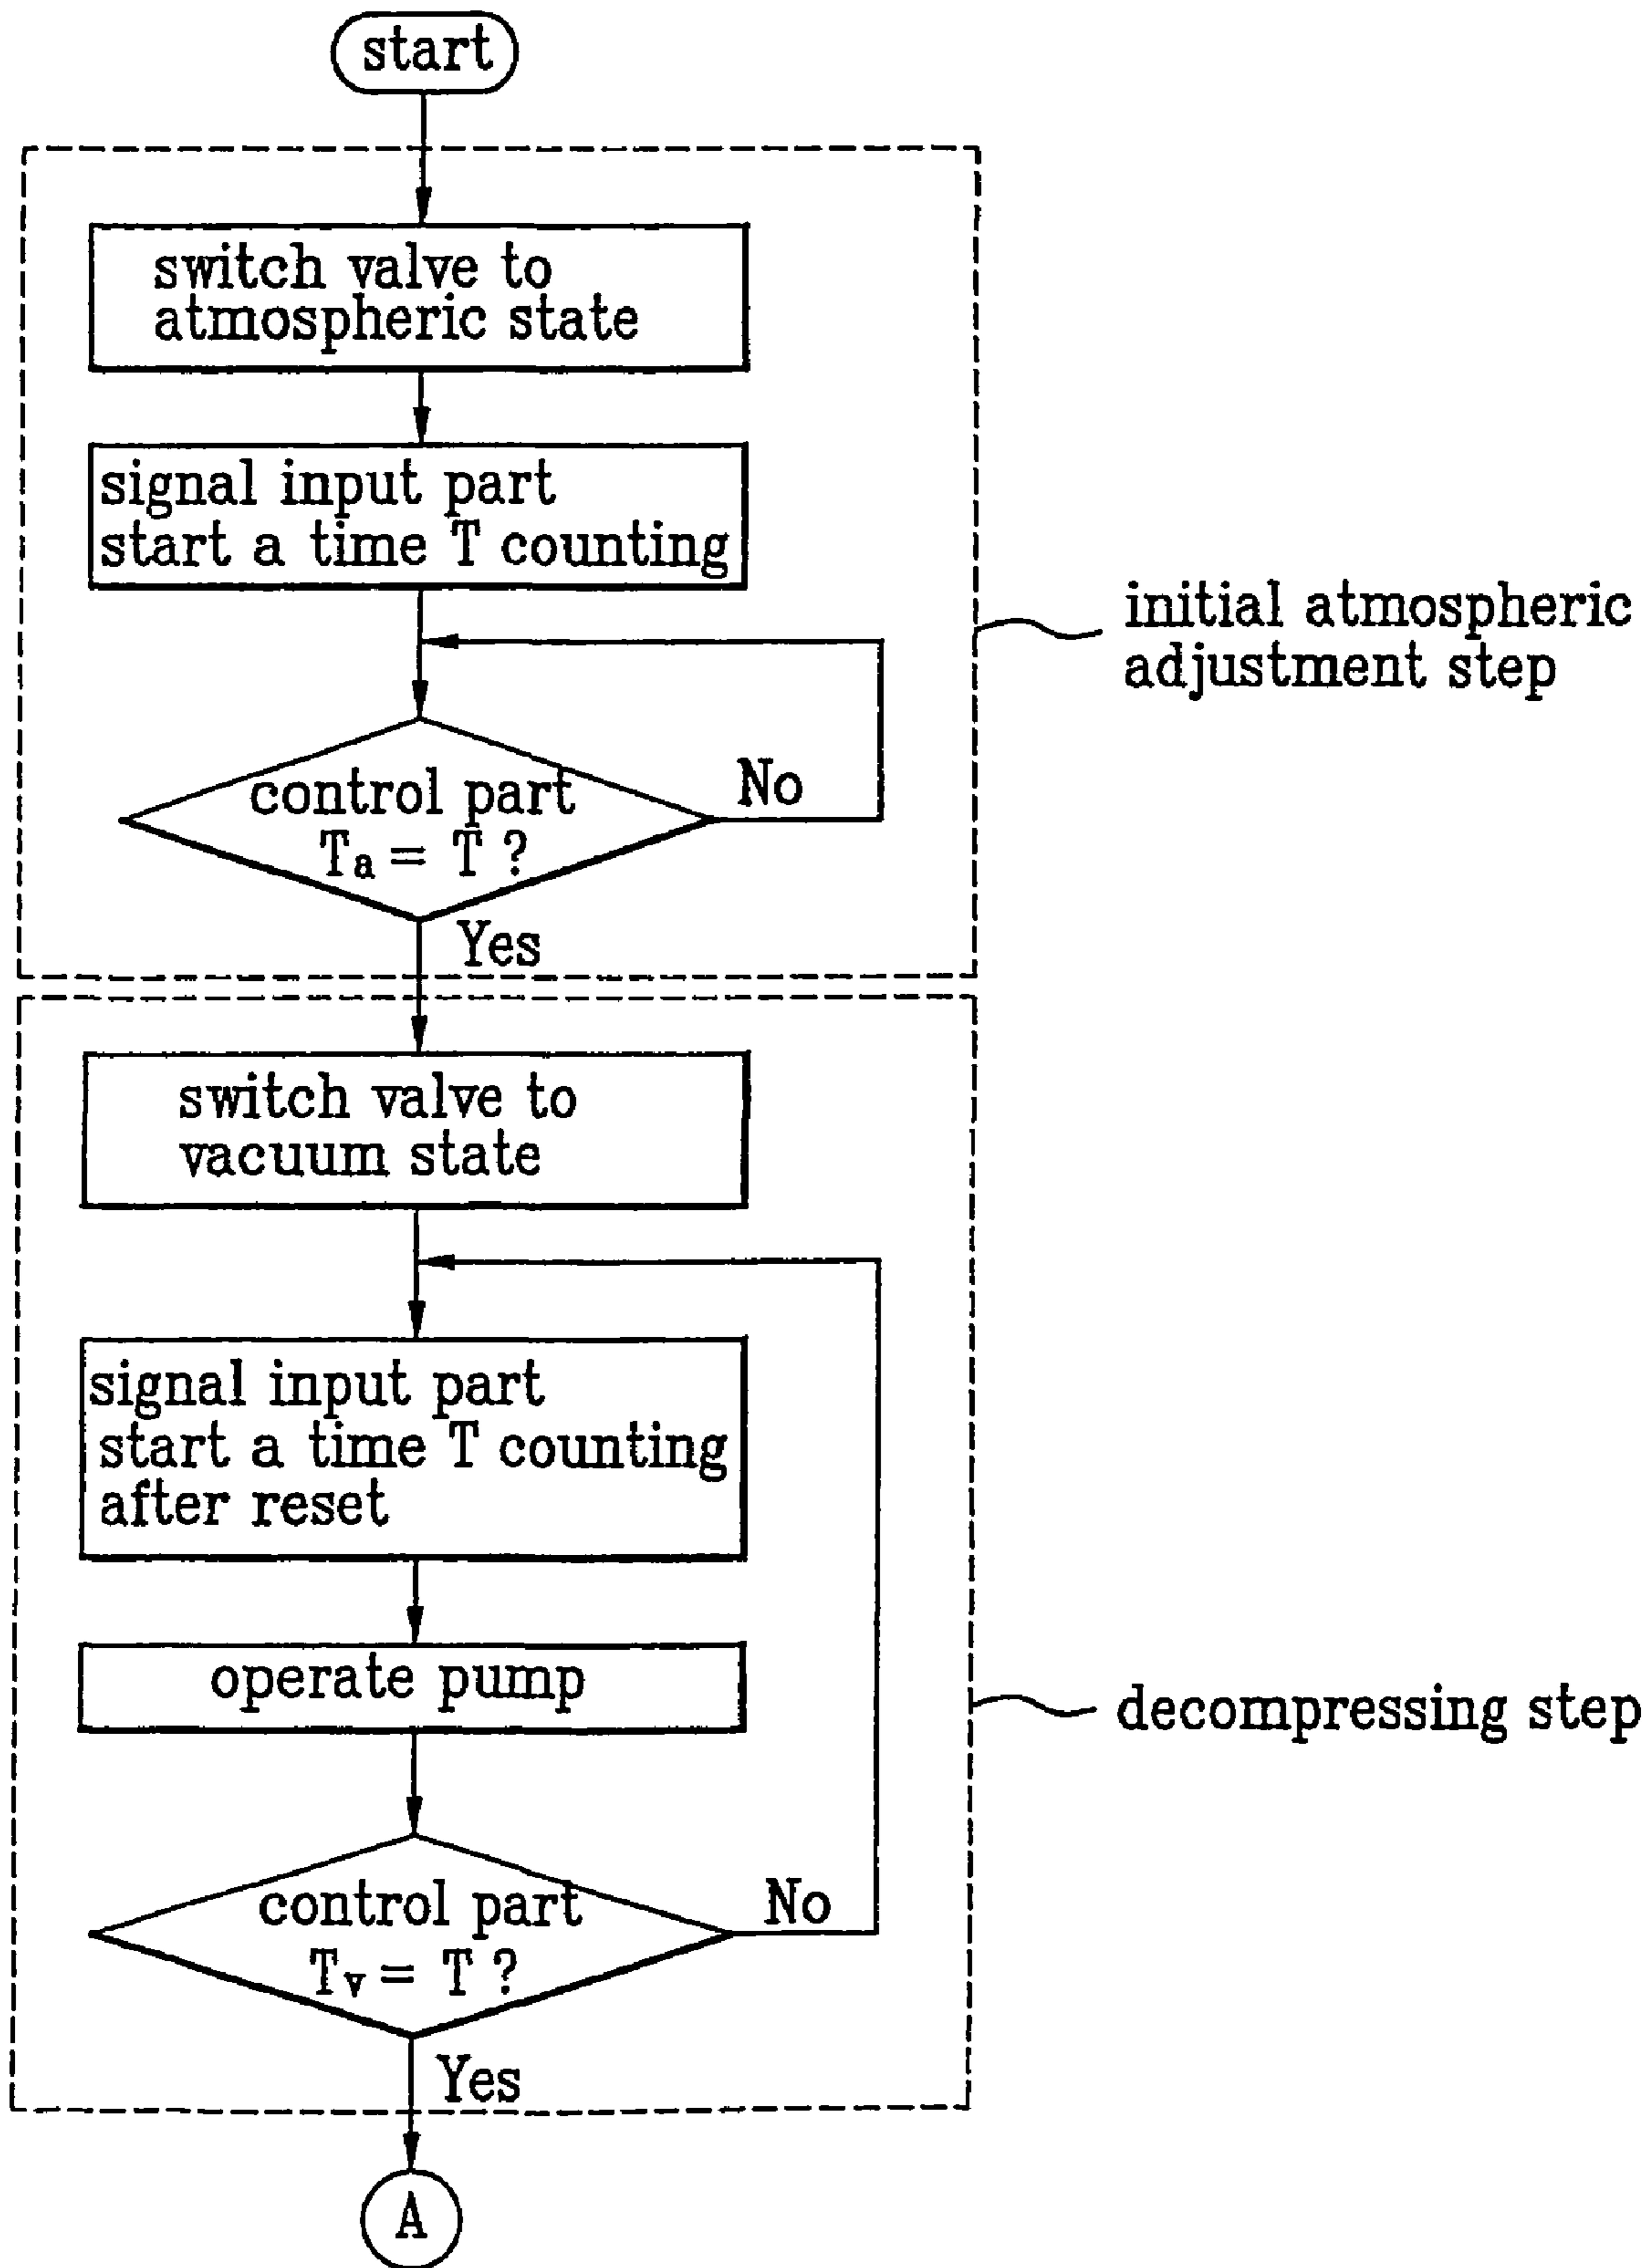 start
switch valve to
atmospheric state
signal input part
start a time T counting
initial atmospheric
adjustment step
control part
Ta = T ?
No
Yes
switch valve to
vacuum state
signal input part
start a time T counting
after reset
operate pump
decompressing step
control part
Tv = T ?
No
Yes
A